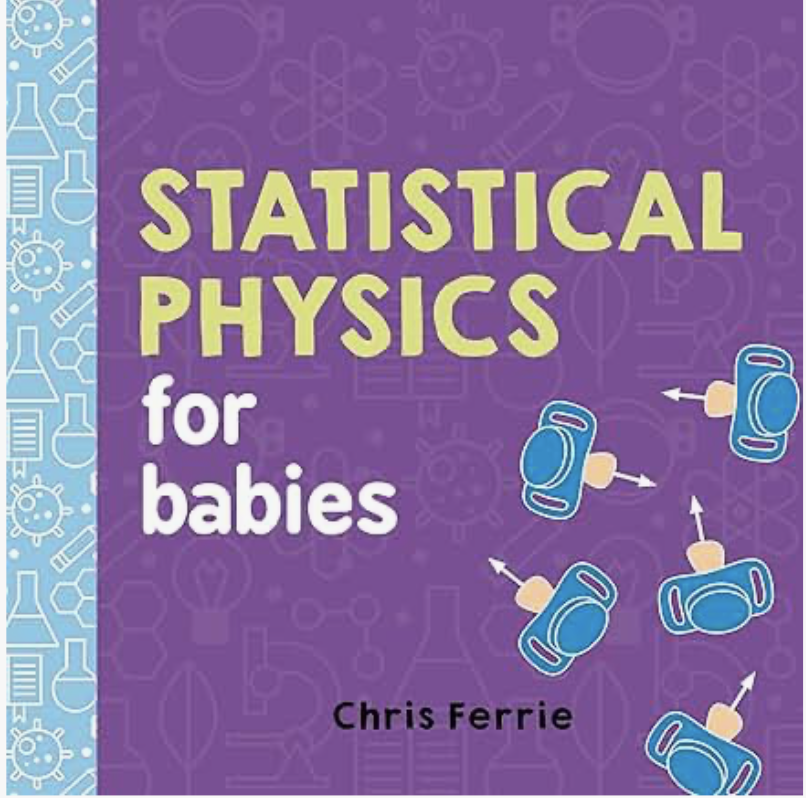 STATISTICAL
PHYSICS
for
babies
Chris Ferrie